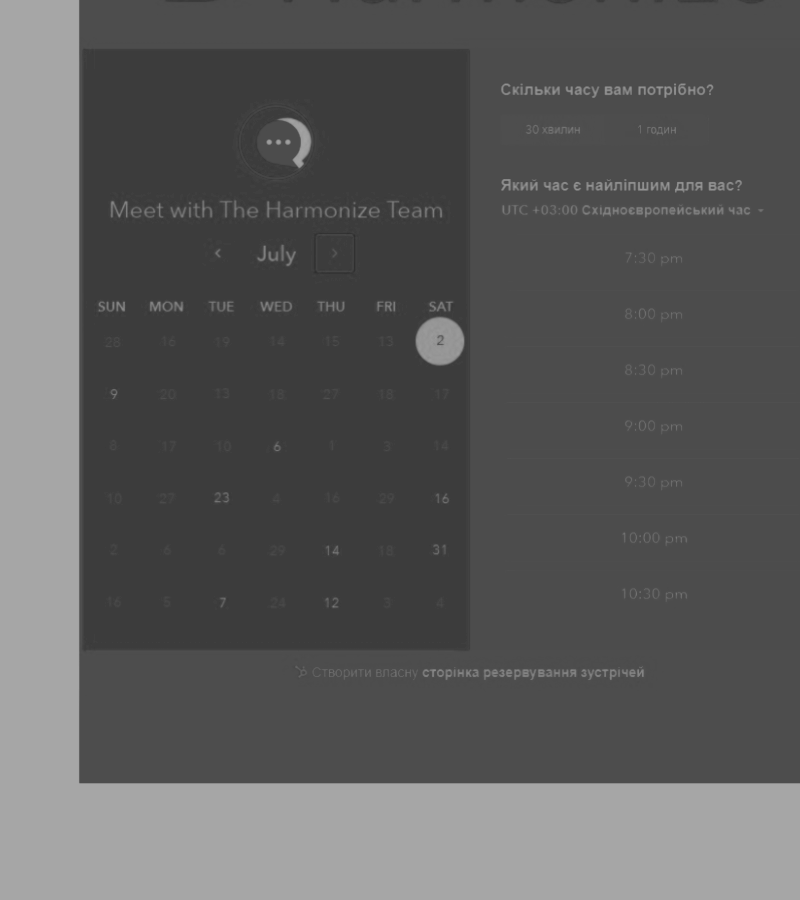 Harmonize
Meet with The Harmonize Team
July
SUN MON TUE WED THU FRI SAT
28 16 19 14 15 13 2
9 20 13 18 27 18 17
8 17 10 6 1 3 14
10 27 23 4 16 29 16
2 4 6 29 14 18 31
16 5 7 24 12 3 4
Скільки часу вам потрібно?
30 хвилин 1 годин
Який час є найліпшим для вас?
UTC +03:00 Східноєвропейський час
7:30 pm
8:00 pm
8:30 pm
9:00 pm
9:30 pm
10:00 pm
10:30 pm
Створити власну сторінка резервування зустрічей